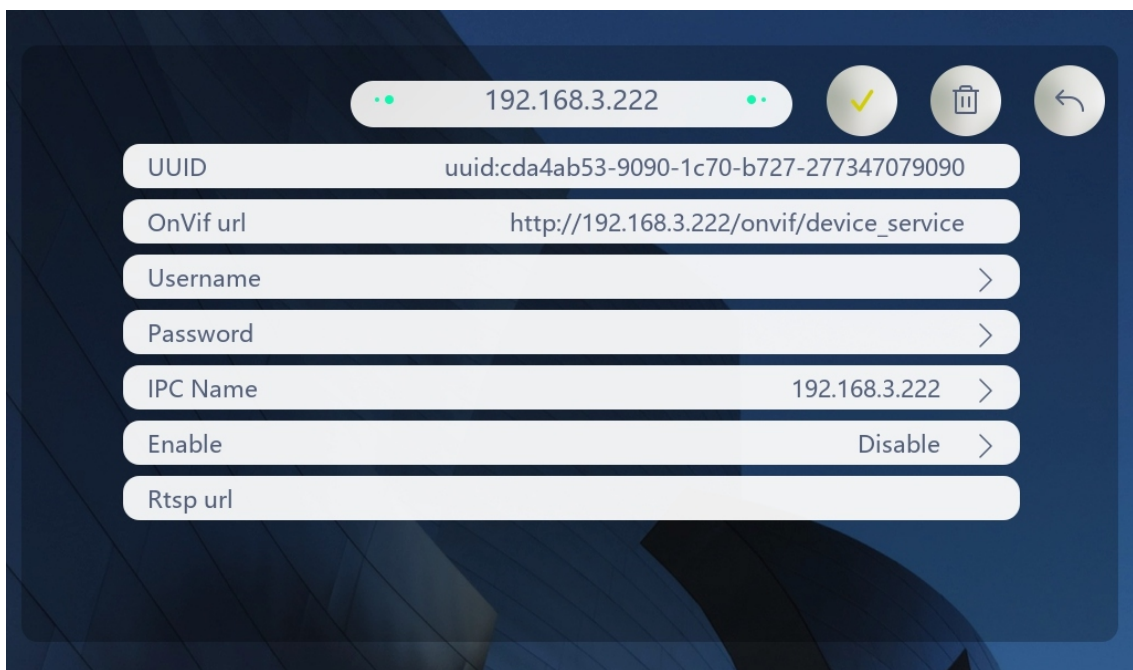 192.168.3.222
UUID uuid:cda4ab53-9090-1c70-b727-277347079090
OnVif url http://192.168.3.222/onvif/device_service
Username
Password
IPC Name 192.168.3.222
Enable Disable
Rtsp url